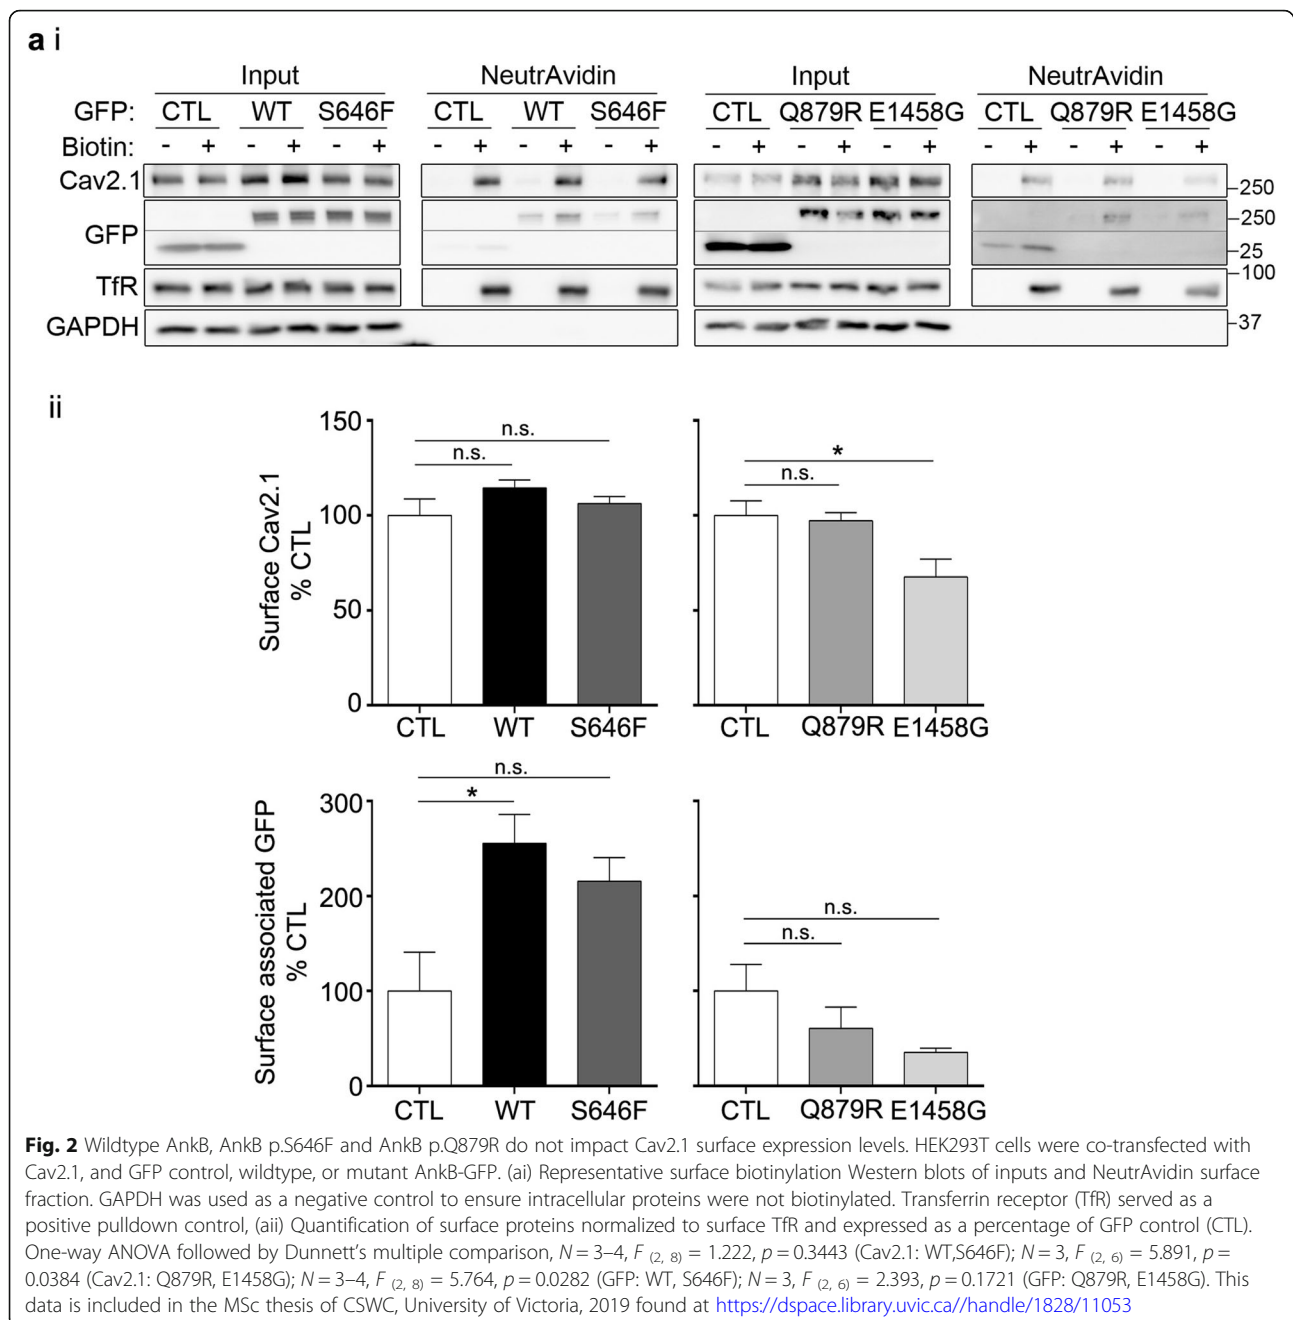 a i
Input NeutrAvidin Input NeutrAvidin
GFP: CTL WT S646F CTL WT S646F CTL Q879R E1458G CTL Q879R E1458G
Biotin: - + - + - + - + - + - + - + - + - + - + - + - +
Cav2.1 250
GFP 250
25
TfR 100
GAPDH 37
ii
Surface Cav2.1
% CTL
150
100
50
0
n.s.
n.s.
CTL WT S646F
*
n.s.
CTL Q879R E1458G
Surface associated GFP
% CTL
300
200
100
0
n.s.
*
CTL WT S646F
n.s.
n.s.
CTL Q879R E1458G
Fig. 2 Wildtype AnkB, AnkB p.S646F and AnkB p.Q879R do not impact Cav2.1 surface expression levels. HEK293T cells were co-transfected with
Cav2.1, and GFP control, wildtype, or mutant AnkB-GFP. (ai) Representative surface biotinylation Western blots of inputs and NeutrAvidin surface
fraction. GAPDH was used as a negative control to ensure intracellular proteins were not biotinylated. Transferrin receptor (TfR) served as a
positive pulldown control, (aii) Quantification of surface proteins normalized to surface TfR and expressed as a percentage of GFP control (CTL).
One-way ANOVA followed by Dunnett's multiple comparison, N = 3–4, F (2, 8) = 1.222, p = 0.3443 (Cav2.1: WT,S646F); N = 3, F (2, 6) = 5.891, p =
0.0384 (Cav2.1: Q879R, E1458G); N = 3–4, F (2, 8) = 5.764, p = 0.0282 (GFP: WT, S646F); N = 3, F (2, 6) = 2.393, p = 0.1721 (GFP: Q879R, E1458G). This
data is included in the MSc thesis of CSWC, University of Victoria, 2019 found at https://dspace.library.uvic.ca//handle/1828/11053